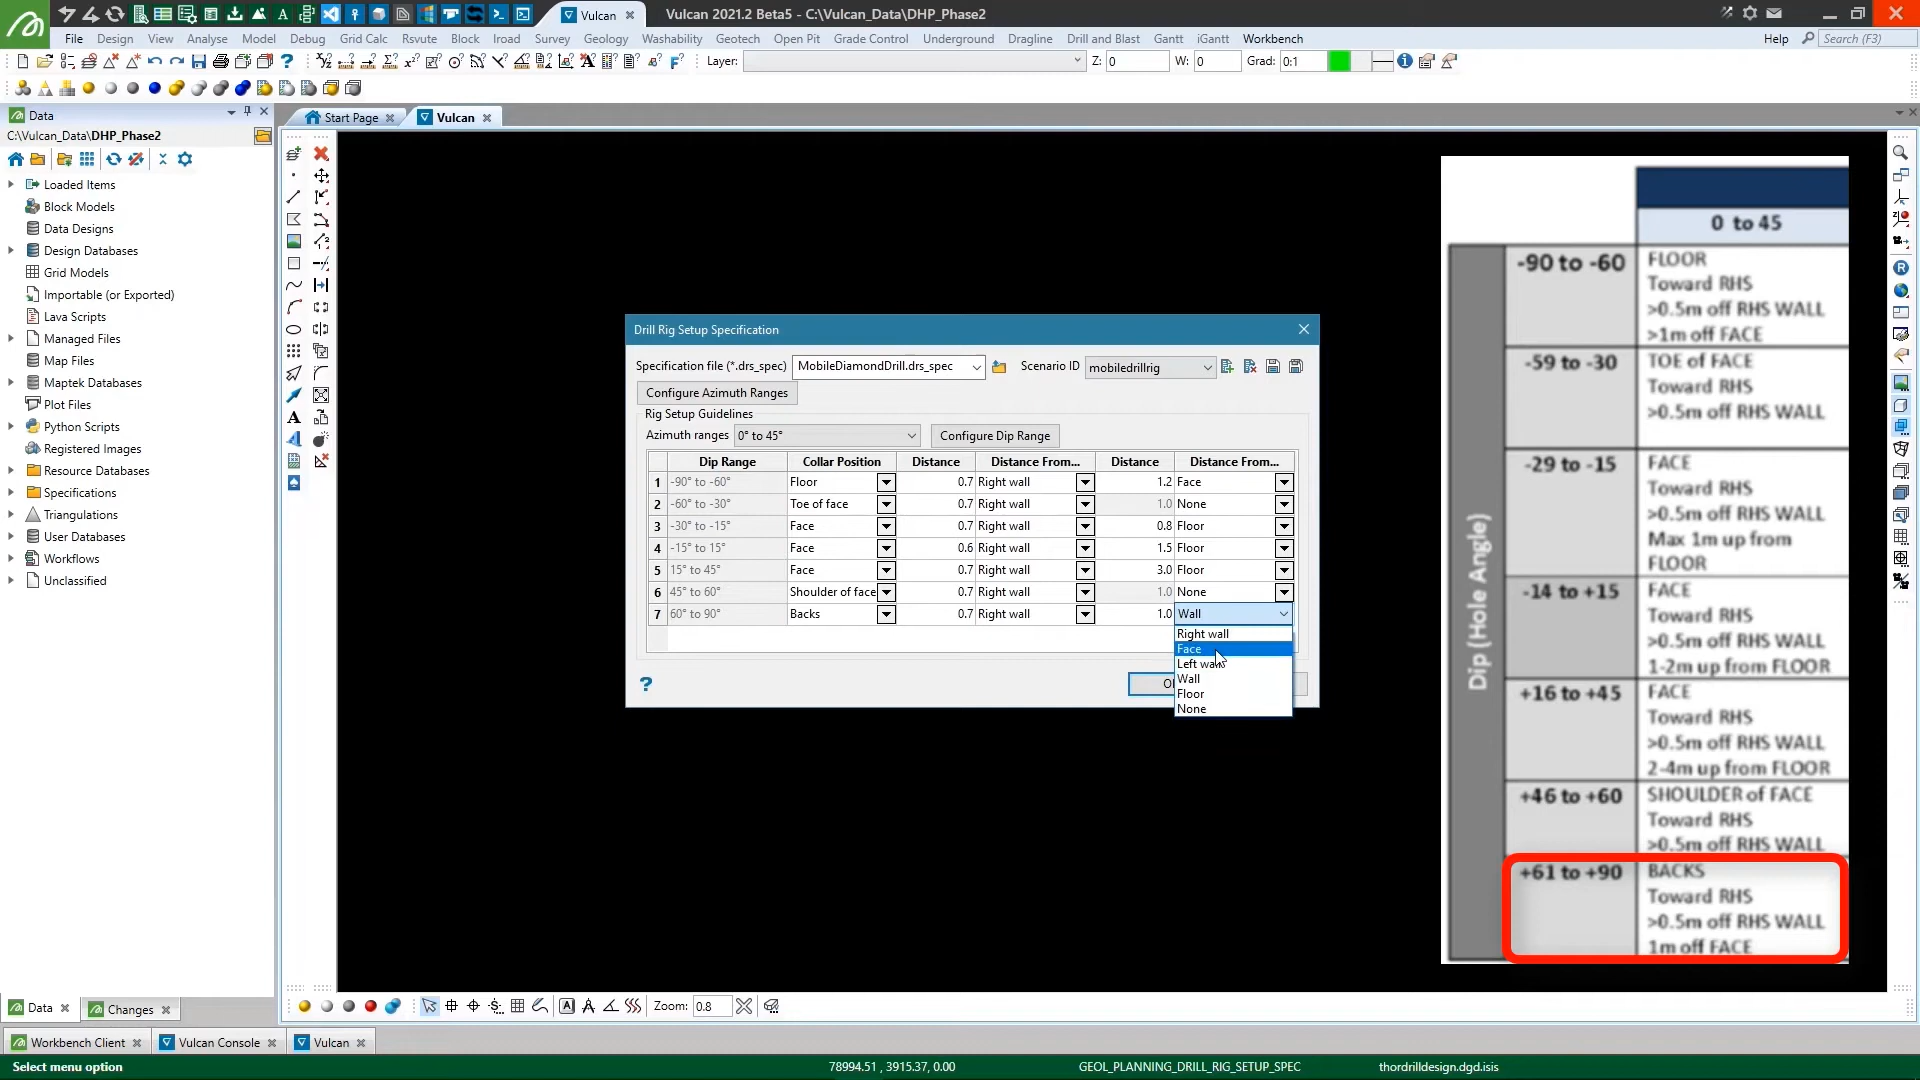 Vulcan
Vulcan 2021.2 Beta5 - C:\Vulcan_Data\DHP_Phase2
File Design View Analyse Model Debug Grid Calc Rsvute Block Iroad Survey Geology Washability Geotech Open Pit Grade Control Underground Dragline Drill and Blast Gantt iGantt Workbench Help Search (F3)
Layer: Z: 0 W: 0 Grad: 0:1
Data
C:\Vulcan_Data\DHP_Phase2
Start Page Vulcan
Loaded Items
Block Models
Data Designs
Design Databases
Grid Models
Importable (or Exported)
Lava Scripts
Managed Files
Map Files
Maptek Databases
Plot Files
Python Scripts
Registered Images
Resource Databases
Specifications
Triangulations
User Databases
Workflows
Unclassified
Drill Rig Setup Specification
Specification file (*.drs_spec) MobileDiamondDrill.drs_spec Scenario ID mobiledrillrig
Configure Azimuth Ranges
Rig Setup Guidelines
Azimuth ranges 0° to 45° Configure Dip Range
Dip Range Collar Position Distance Distance From... Distance Distance From...
1 -90° to -60° Floor 0.7 Right wall 1.2 Face
2 -60° to -30° Toe of face 0.7 Right wall 1.0 None
3 -30° to -15° Face 0.7 Right wall 0.8 Floor
4 -15° to 15° Face 0.6 Right wall 1.5 Floor
5 15° to 45° Face 0.7 Right wall 3.0 Floor
6 45° to 60° Shoulder of face 0.7 Right wall 1.0 None
7 60° to 90° Backs 0.7 Right wall 1.0 Wall
Right wall
Face
Left wall
Wall
Floor
None
0 to 45
Dip (Hole Angle)
-90 to -60 FLOOR
Toward RHS
>0.5m off RHS WALL
>1m off FACE
-59 to -30 TOE of FACE
Toward RHS
>0.5m off RHS WALL
-29 to -15 FACE
Toward RHS
>0.5m off RHS WALL
Max 1m up from
FLOOR
-14 to +15 FACE
Toward RHS
>0.5m off RHS WALL
1-2m up from FLOOR
+16 to +45 FACE
Toward RHS
>0.5m off RHS WALL
2-4m up from FLOOR
+46 to +60 SHOULDER of FACE
Toward RHS
>0.5m off RHS WALL
+61 to +90 BACKS
Toward RHS
>0.5m off RHS WALL
1m off FACE
Data Changes
Zoom: 0.8
Workbench Client Vulcan Console Vulcan
Select menu option 78994.51 , 3915.37, 0.00 GEOL_PLANNING_DRILL_RIG_SETUP_SPEC thordrilldesign.dgd.isis